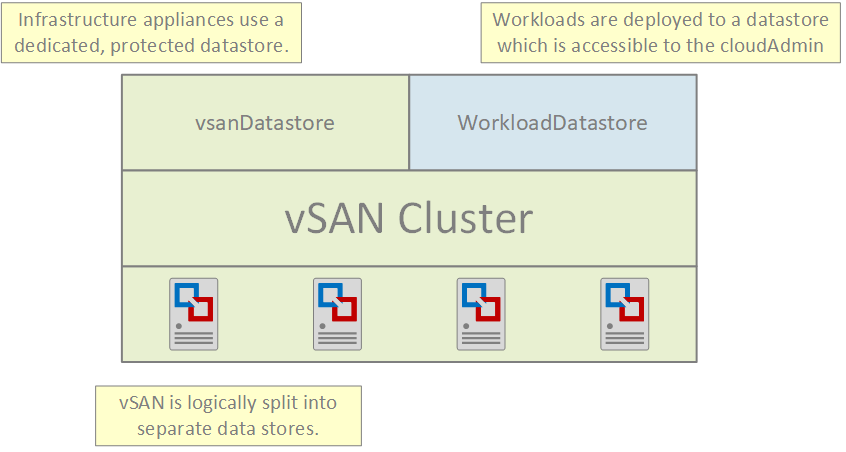 Infrastructure appliances use a
dedicated, protected datastore.
Workloads are deployed to a datastore
which is accessible to the cloudAdmin
vsanDatastore
WorkloadDatastore
vSAN Cluster
vSAN is logically split into
separate data stores.